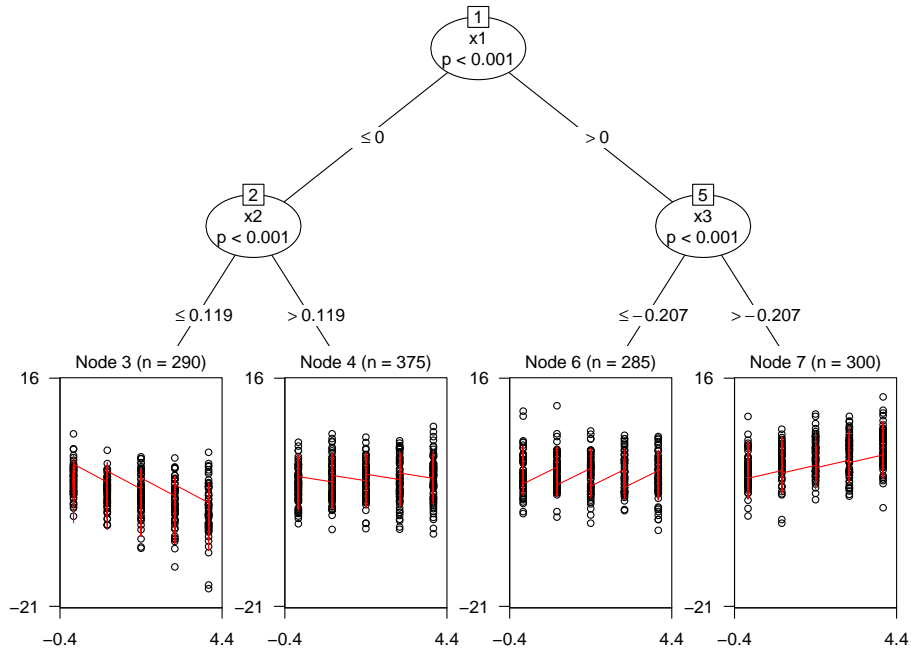 1
x1
p < 0.001
≤ 0
> 0
2
x2
p < 0.001
5
x3
p < 0.001
≤ 0.119
> 0.119
≤ −0.207
> −0.207
Node 3 (n = 290)
Node 4 (n = 375)
Node 6 (n = 285)
Node 7 (n = 300)
16
16
16
16
−21
−21
−21
−21
−0.4
4.4
−0.4
4.4
−0.4
4.4
−0.4
4.4